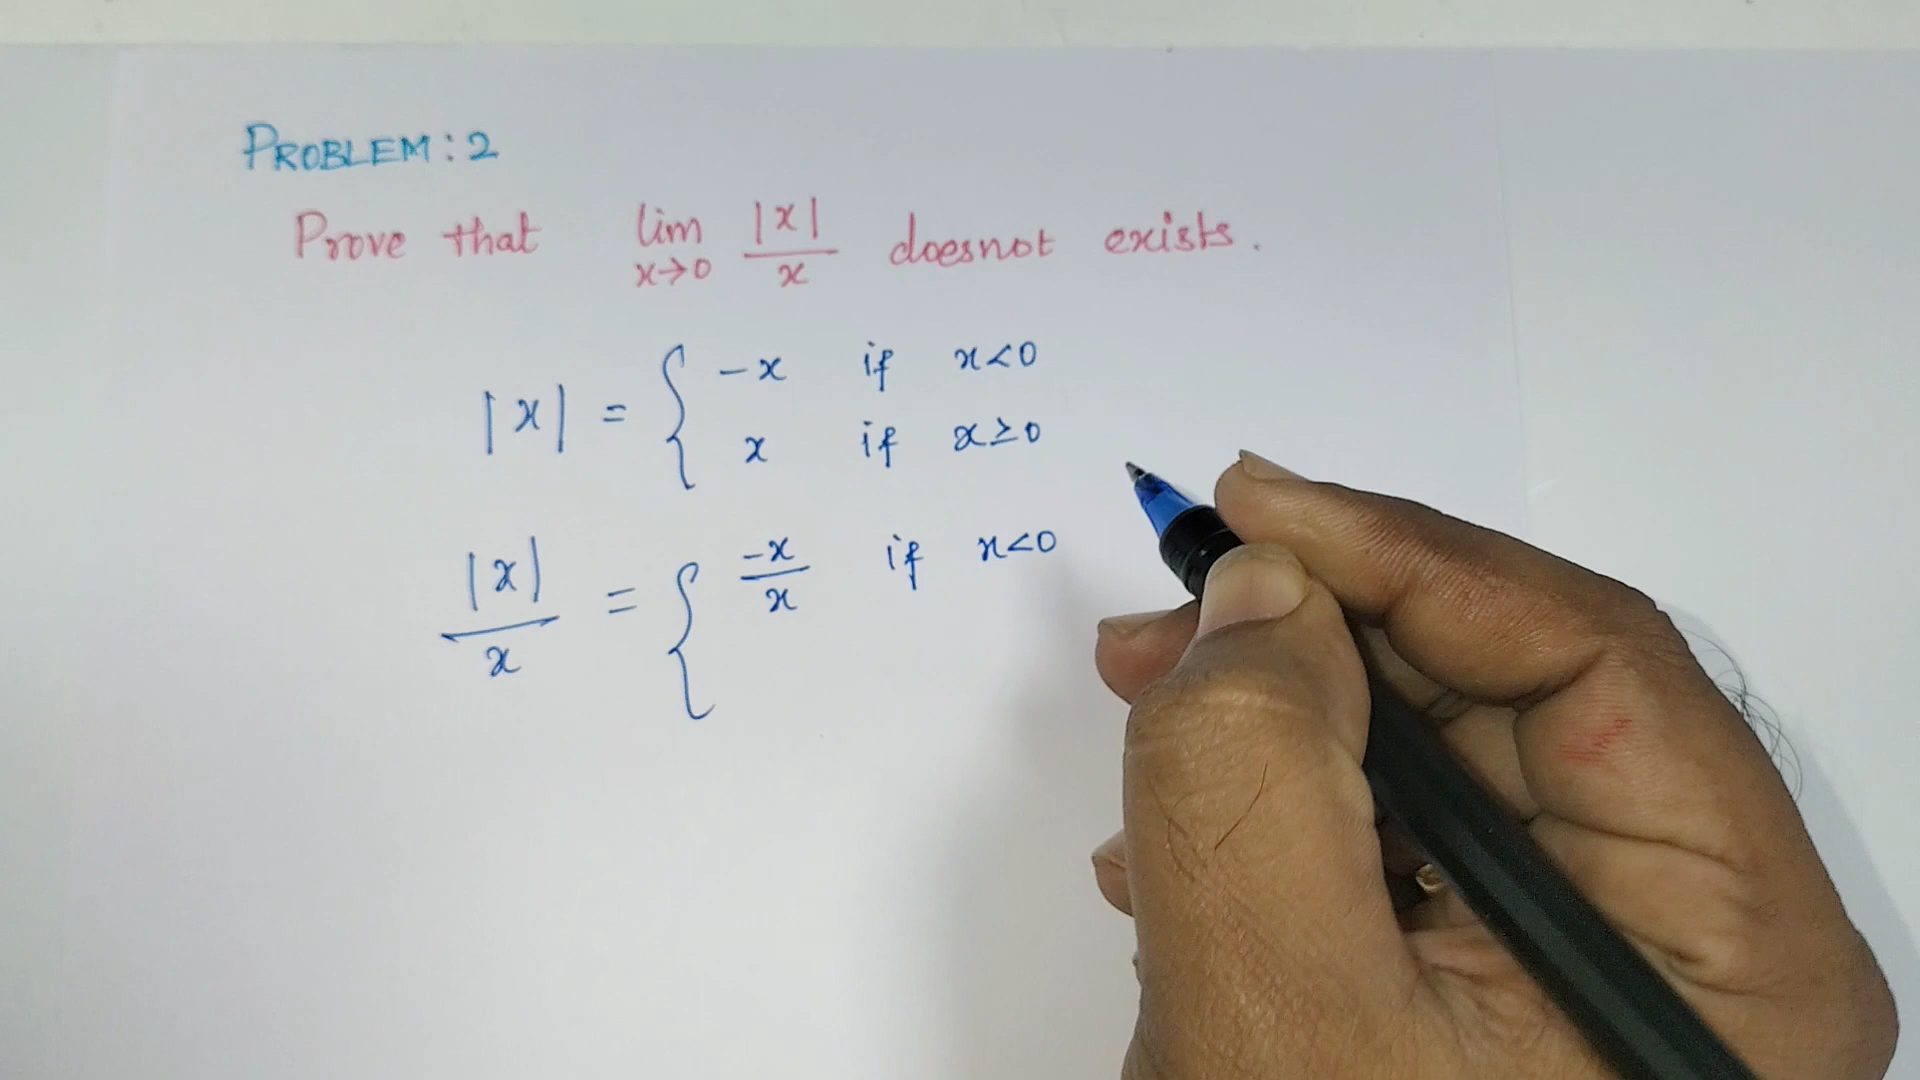 PROBLEM: 2
Prove that lim x→0 |x|/x doesnot exists.
|x| = { -x if x<0
x if x≥0
|x|/x = { -x/x if x<0